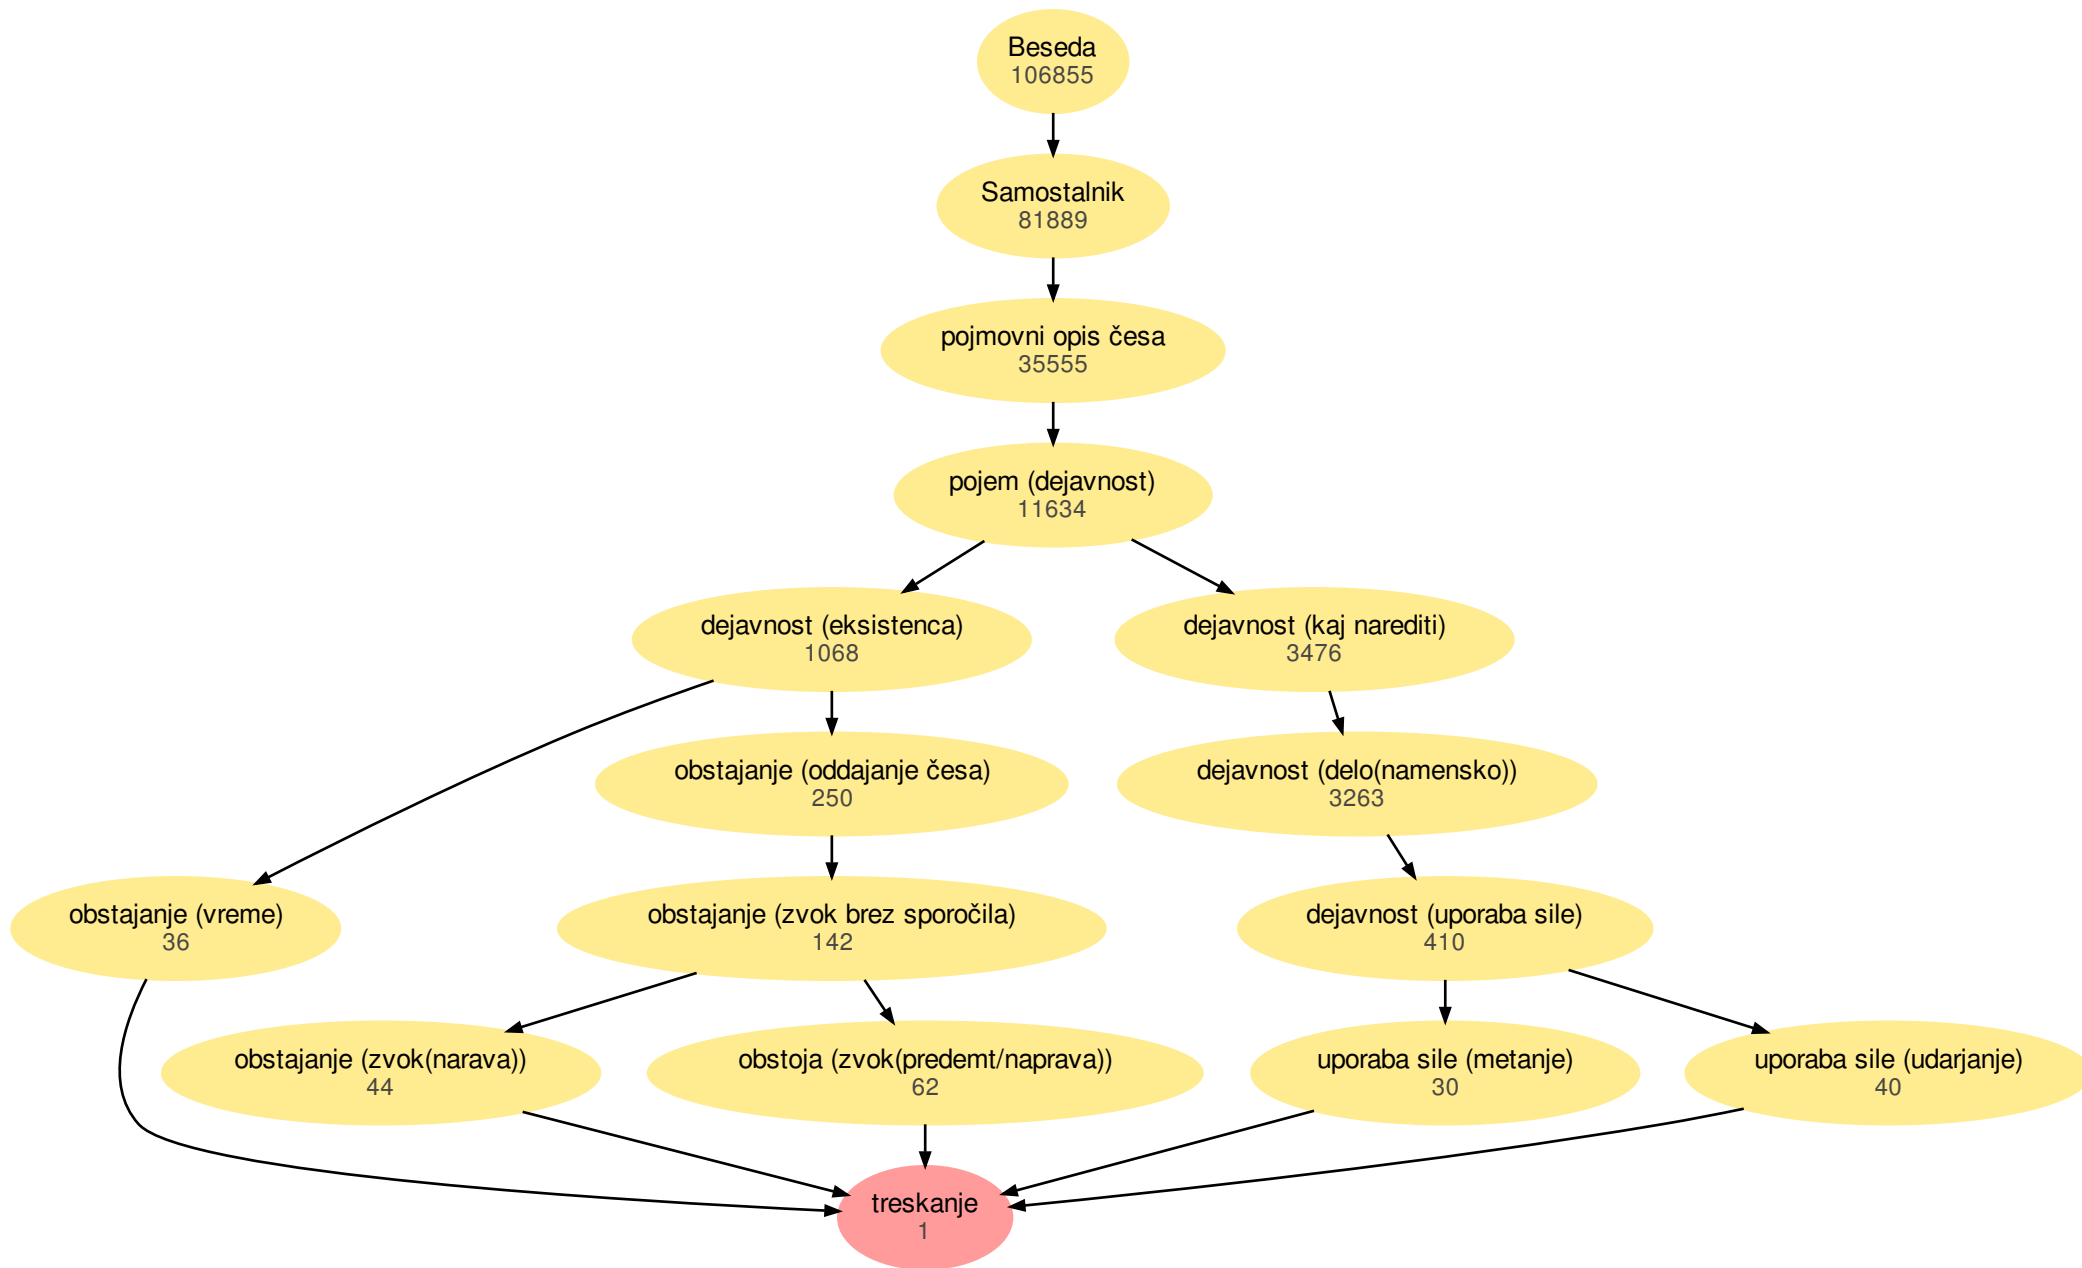 Beseda
106855
Samostalnik
81889
pojmovni opis česa
35555
pojem (dejavnost)
11634
dejavnost (eksistenca)
1068
dejavnost (kaj narediti)
3476
obstajanje (oddajanje česa)
250
dejavnost (delo(namensko))
3263
obstajanje (vreme)
36
obstajanje (zvok brez sporočila)
142
dejavnost (uporaba sile)
410
obstajanje (zvok(narava))
44
obstoja (zvok(predemt/naprava))
62
uporaba sile (metanje)
30
uporaba sile (udarjanje)
40
treskanje
1